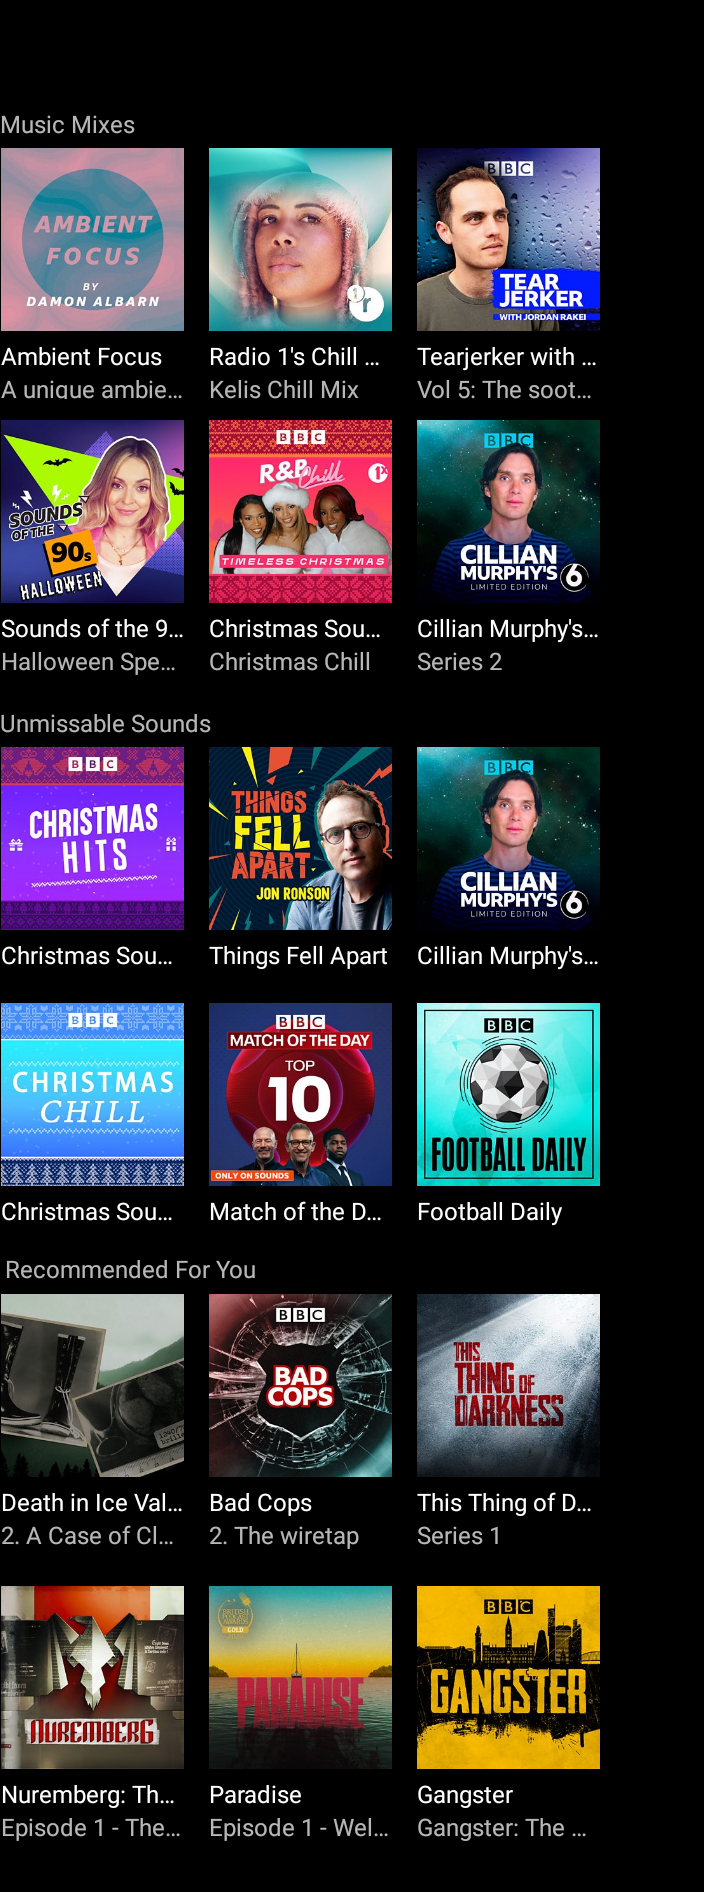 Music Mixes
AMBIENT
FOCUS
BY
DAMON ALBARN
1
r
BBC
TEAR
JERKER
WITH JORDAN RAKEI
Ambient Focus
A unique ambie...
Radio 1's Chill ...
Kelis Chill Mix
Tearjerker with ...
Vol 5: The soot...
SOUNDS
OF THE
90s
HALLOWEEN
BBC
R&B Chill
1X
TIMELESS CHRISTMAS
BBC
CILLIAN
MURPHY'S
LIMITED EDITION
6
Sounds of the 9...
Halloween Spe...
Christmas Sou...
Christmas Chill
Cillian Murphy's...
Series 2
Unmissable Sounds
BBC
CHRISTMAS
HITS
THINGS
FELL
APART
JON RONSON
BBC
CILLIAN
MURPHY'S
LIMITED EDITION
6
Christmas Sou...
Things Fell Apart
Cillian Murphy's...
BBC
CHRISTMAS
CHILL
BBC
MATCH OF THE DAY
TOP
10
ONLY ON SOUNDS
BBC
FOOTBALL DAILY
Christmas Sou...
Match of the D...
Football Daily
Recommended For You
BBC
BAD
COPS
THIS
THING OF
DARKNESS
Death in Ice Val...
2. A Case of Cl...
Bad Cops
2. The wiretap
This Thing of D...
Series 1
NUREMBERG
BRITISH
PODCAST
AWARDS
GOLD
PARADISE
BBC
GANGSTER
Nuremberg: Th...
Episode 1 - The...
Paradise
Episode 1 - Wel...
Gangster
Gangster: The ...